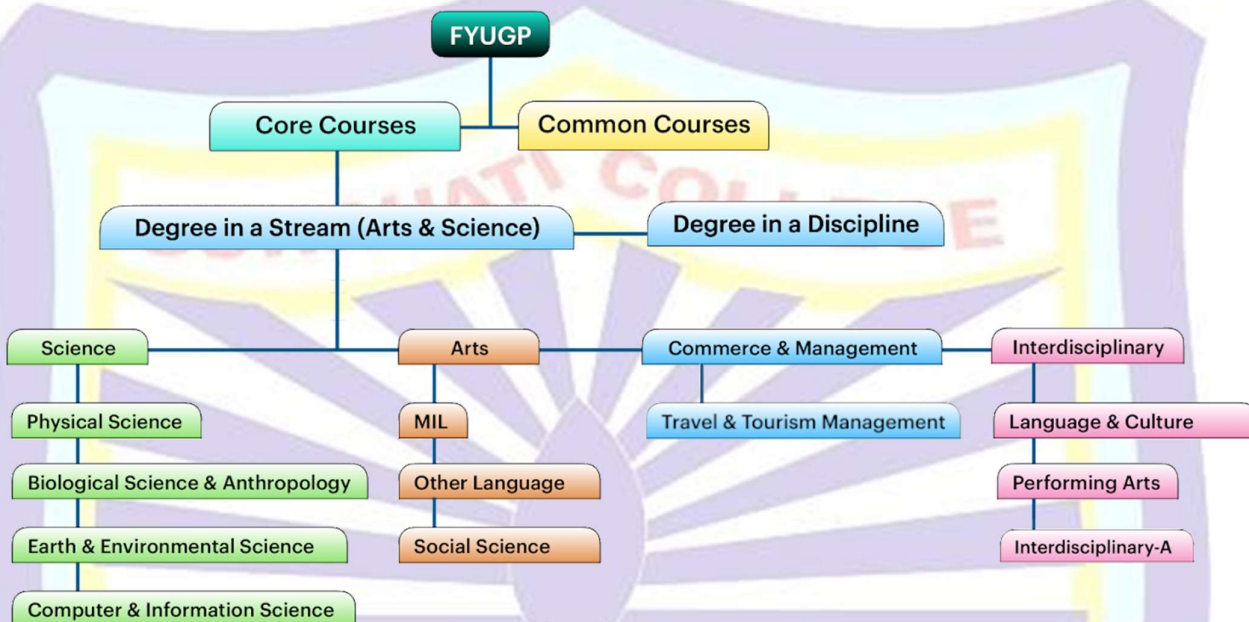 FYUGP
Core Courses
Common Courses
COLLEGE
Degree in a Stream (Arts & Science)
Degree in a Discipline
Science
Arts
Commerce & Management
Interdisciplinary
Physical Science
MIL
Travel & Tourism Management
Language & Culture
Biological Science & Anthropology
Other Language
Performing Arts
Earth & Environmental Science
Social Science
Interdisciplinary-A
Computer & Information Science